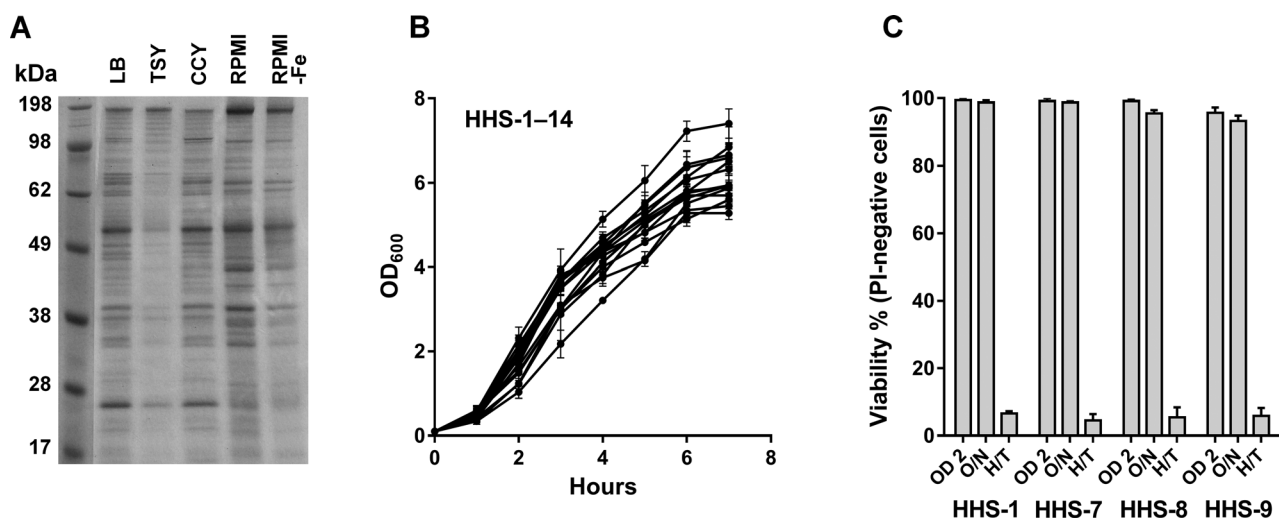 A
kDa
LB
TSY
CCY
RPMI
RPMI
-Fe
198
98
62
49
38
28
17
B
HHS-1–14
OD600
8
6
4
2
0
0
2
4
6
8
Hours
C
Viability % (PI-negative cells)
100
80
60
40
20
0
OD 2
O/N
H/T
OD 2
O/N
H/T
OD 2
O/N
H/T
OD 2
O/N
H/T
HHS-1
HHS-7
HHS-8
HHS-9